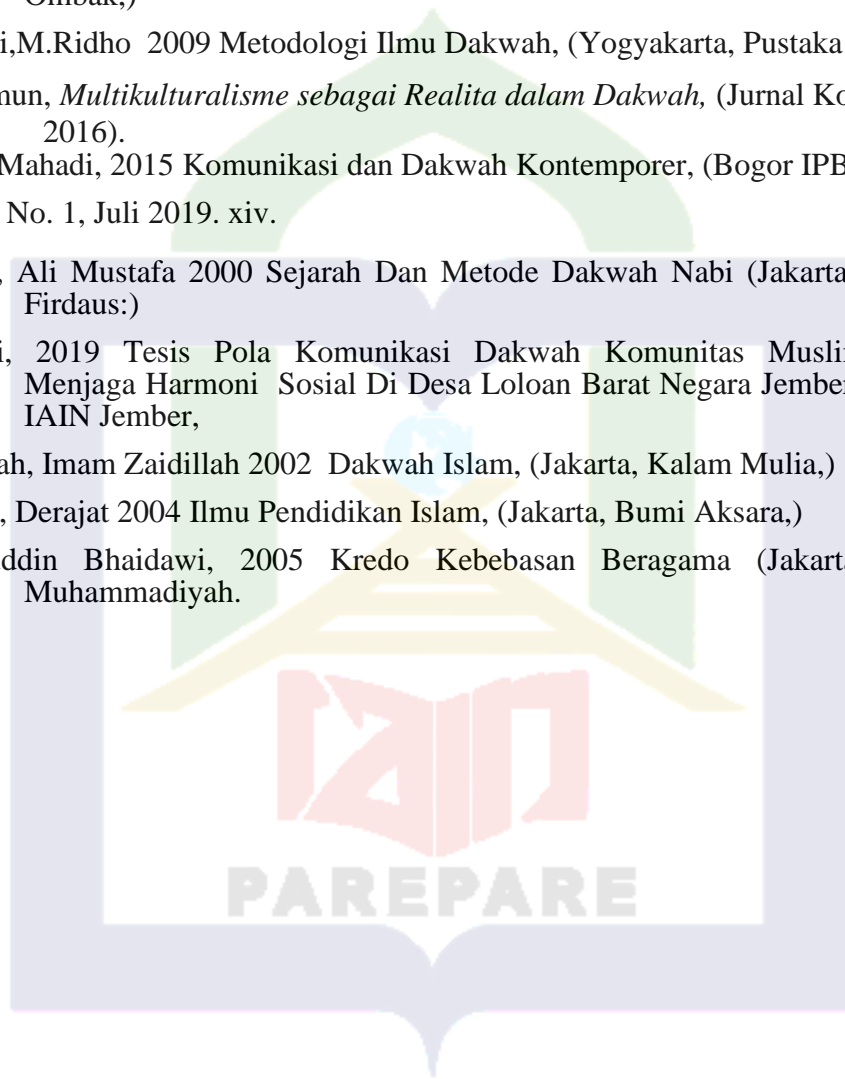 Ombak,)
i,M.Ridho 2009 Metodologi Ilmu Dakwah, (Yogyakarta, Pustaka
mun, Multikulturalisme sebagai Realita dalam Dakwah, (Jurnal Ko
2016).
Mahadi, 2015 Komunikasi dan Dakwah Kontemporer, (Bogor IPB
No. 1, Juli 2019. xiv.
, Ali Mustafa 2000 Sejarah Dan Metode Dakwah Nabi (Jakarta
Firdaus:)
i, 2019 Tesis Pola Komunikasi Dakwah Komunitas Muslim
Menjaga Harmoni Sosial Di Desa Loloan Barat Negara Jember
IAIN Jember,
ah, Imam Zaidillah 2002 Dakwah Islam, (Jakarta, Kalam Mulia,)
, Derajat 2004 Ilmu Pendidikan Islam, (Jakarta, Bumi Aksara,)
ddin Bhaidawi, 2005 Kredo Kebebasan Beragama (Jakarta
Muhammadiyah.
iain
PAREPARE